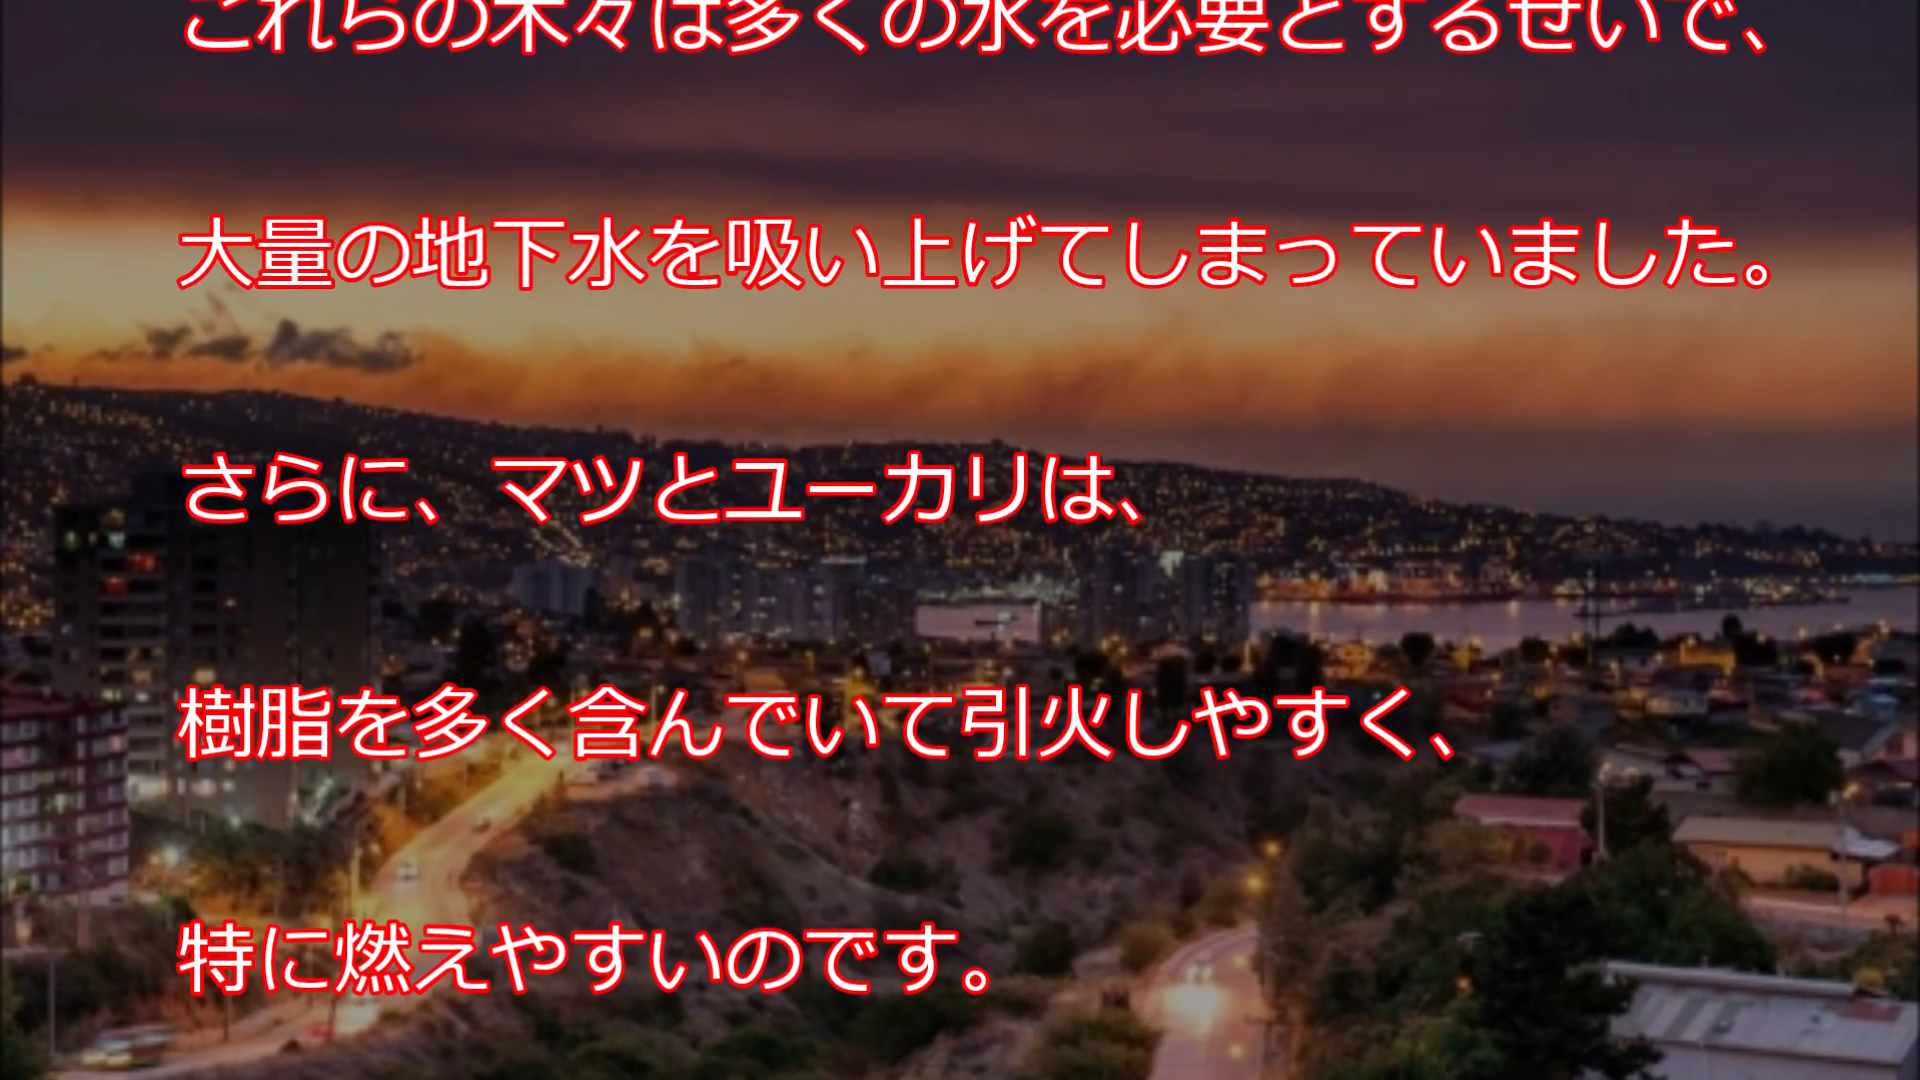 これらの木々は多くの水を必要とするせいで、
大量の地下水を吸い上げてしまっていました。
さらに、マツとユーカリは、
樹脂を多く含んでいて引火しやすく、
特に燃えやすいのです。